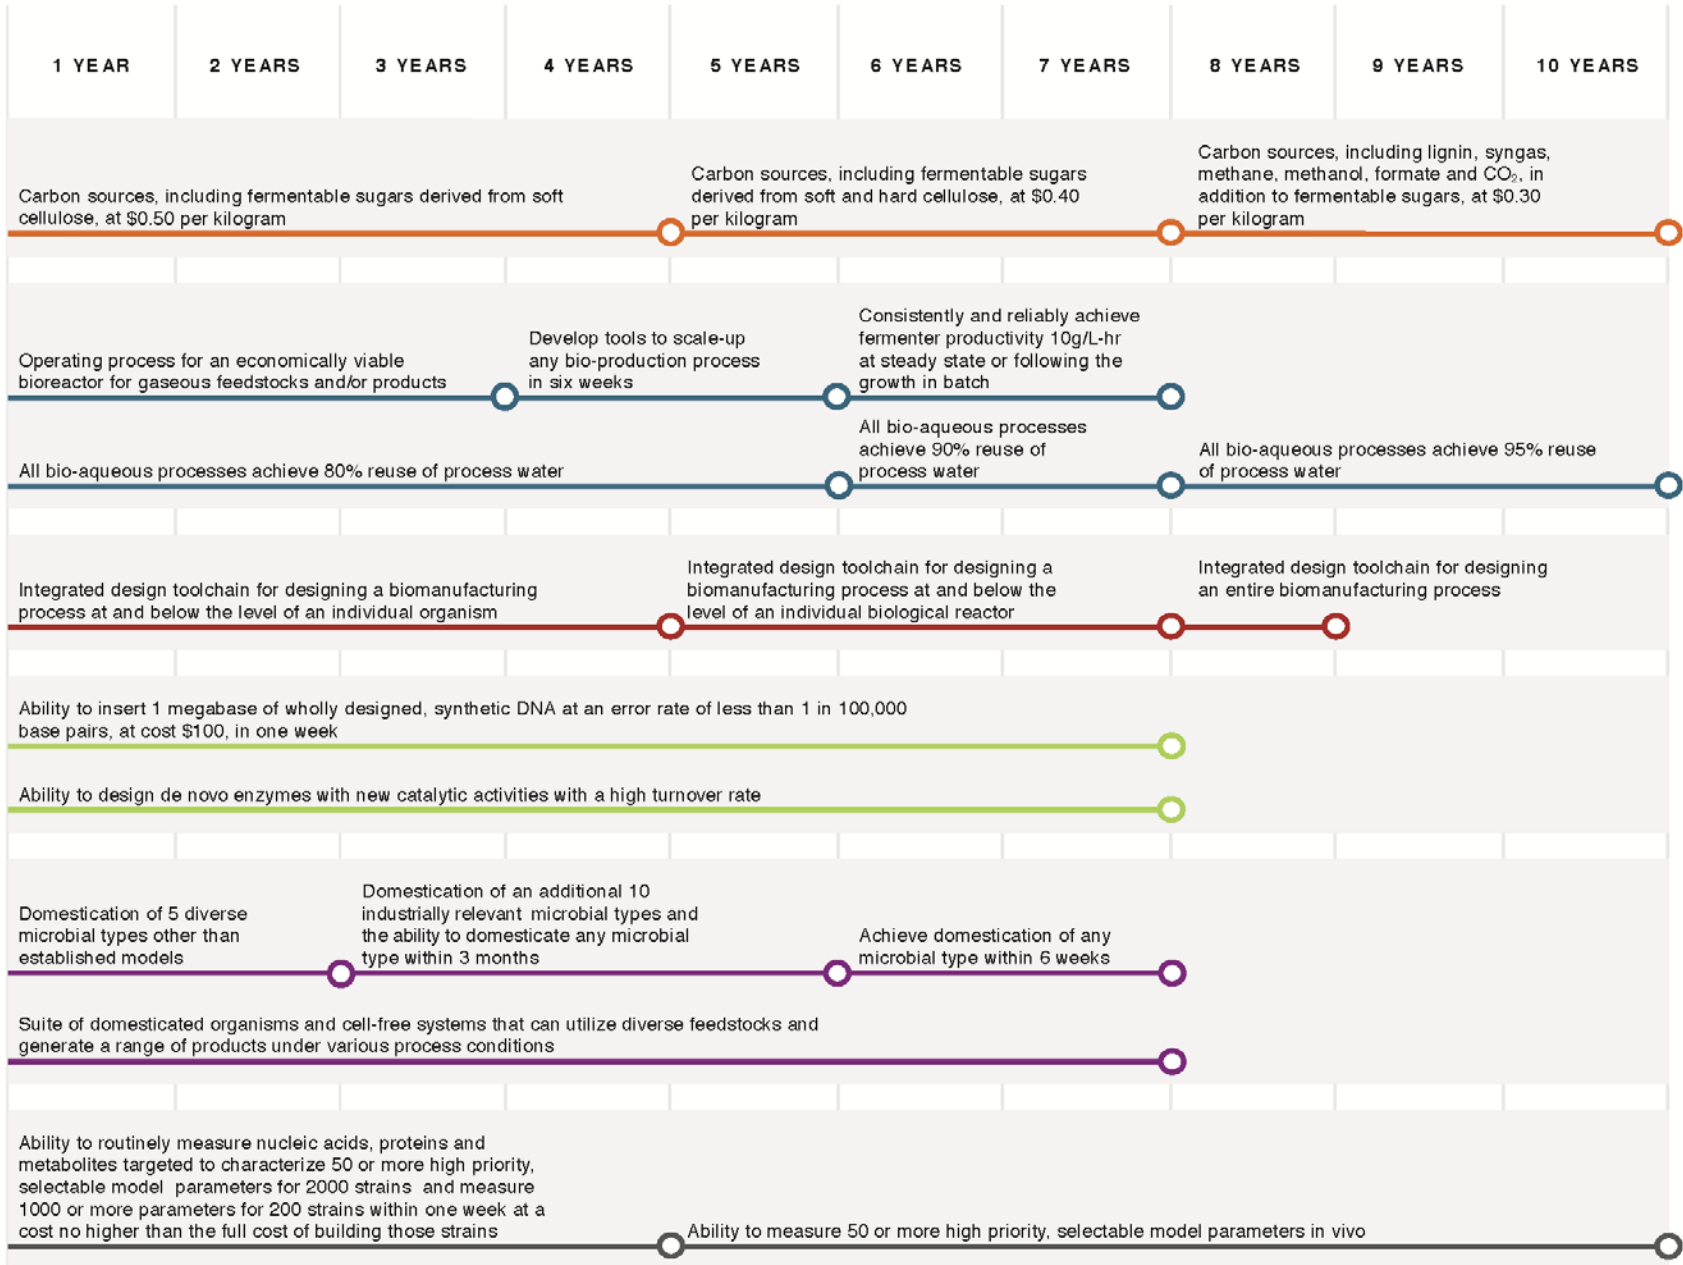 1 YEAR
2 YEARS
3 YEARS
4 YEARS
5 YEARS
6 YEARS
7 YEARS
8 YEARS
9 YEARS
10 YEARS
Carbon sources, including fermentable sugars derived from soft
cellulose, at $0.50 per kilogram
Carbon sources, including fermentable sugars
derived from soft and hard cellulose, at $0.40
per kilogram
Carbon sources, including lignin, syngas,
methane, methanol, formate and CO₂, in
addition to fermentable sugars, at $0.30
per kilogram
Operating process for an economically viable
bioreactor for gaseous feedstocks and/or products
Develop tools to scale-up
any bio-production process
in six weeks
Consistently and reliably achieve
fermenter productivity 10g/L-hr
at steady state or following the
growth in batch
All bio-aqueous processes achieve 80% reuse of process water
All bio-aqueous processes
achieve 90% reuse of
process water
All bio-aqueous processes achieve 95% reuse
of process water
Integrated design toolchain for designing a biomanufacturing
process at and below the level of an individual organism
Integrated design toolchain for designing a
biomanufacturing process at and below the
level of an individual biological reactor
Integrated design toolchain for designing
an entire biomanufacturing process
Ability to insert 1 megabase of wholly designed, synthetic DNA at an error rate of less than 1 in 100,000
base pairs, at cost $100, in one week
Ability to design de novo enzymes with new catalytic activities with a high turnover rate
Domestication of 5 diverse
microbial types other than
established models
Domestication of an additional 10
industrially relevant microbial types and
the ability to domesticate any microbial
type within 3 months
Achieve domestication of any
microbial type within 6 weeks
Suite of domesticated organisms and cell-free systems that can utilize diverse feedstocks and
generate a range of products under various process conditions
Ability to routinely measure nucleic acids, proteins and
metabolites targeted to characterize 50 or more high priority,
selectable model parameters for 2000 strains and measure
1000 or more parameters for 200 strains within one week at a
cost no higher than the full cost of building those strains
Ability to measure 50 or more high priority, selectable model parameters in vivo